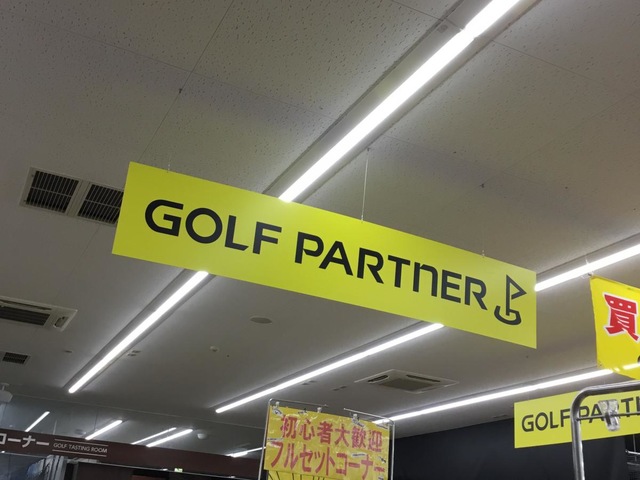 GOLF PARTNER
買
GOLF PARTN
コーナー
GOLF TASTING ROOM
初心者大歓迎
フルセットコーナー